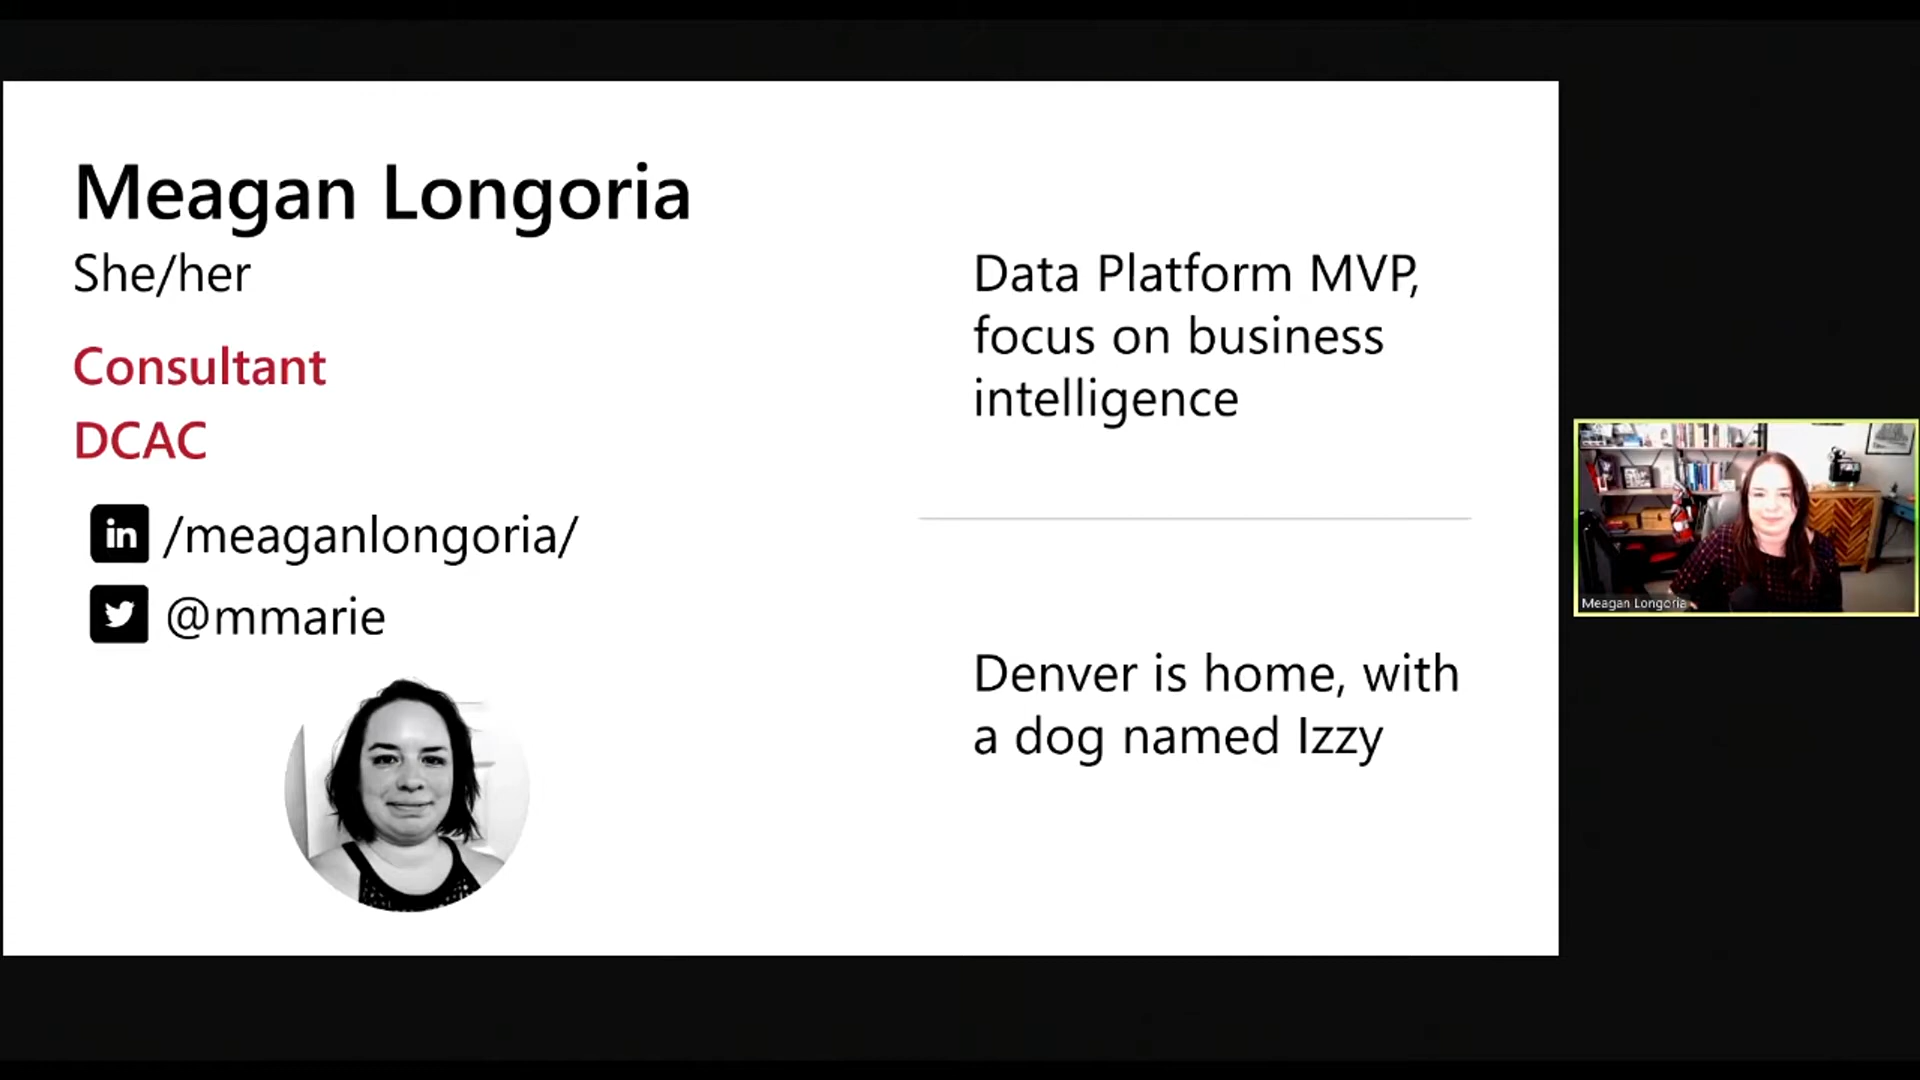 Meagan Longoria
She/her
Consultant
DCAC
in /meaganlongoria/
@mmarie
Data Platform MVP,
focus on business
intelligence
Denver is home, with
a dog named Izzy
Meagan Longoria